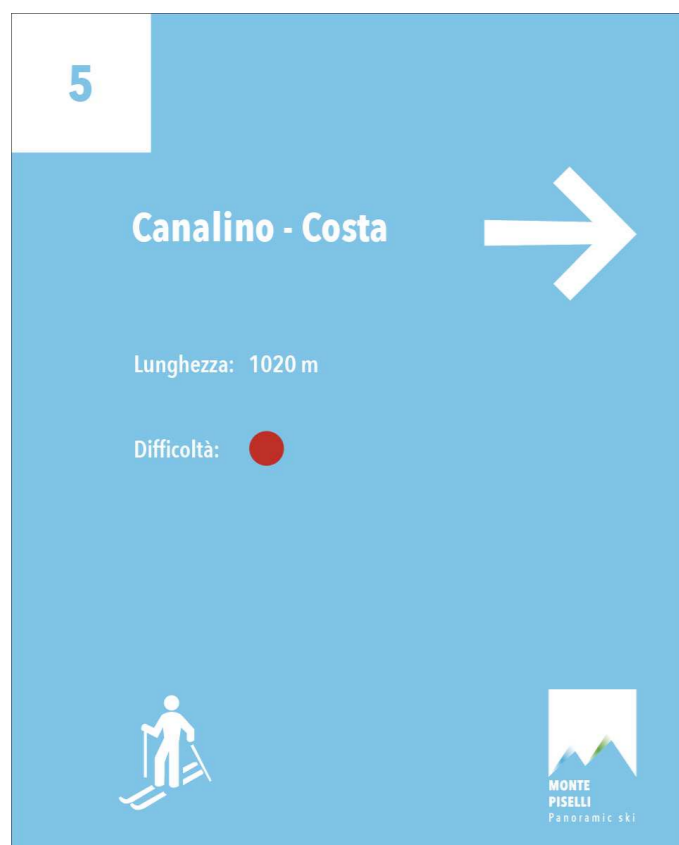 5
Canalino - Costa
Lunghezza: 1020 m
Difficoltà:
MONTE
PISELLI
Panoramic ski